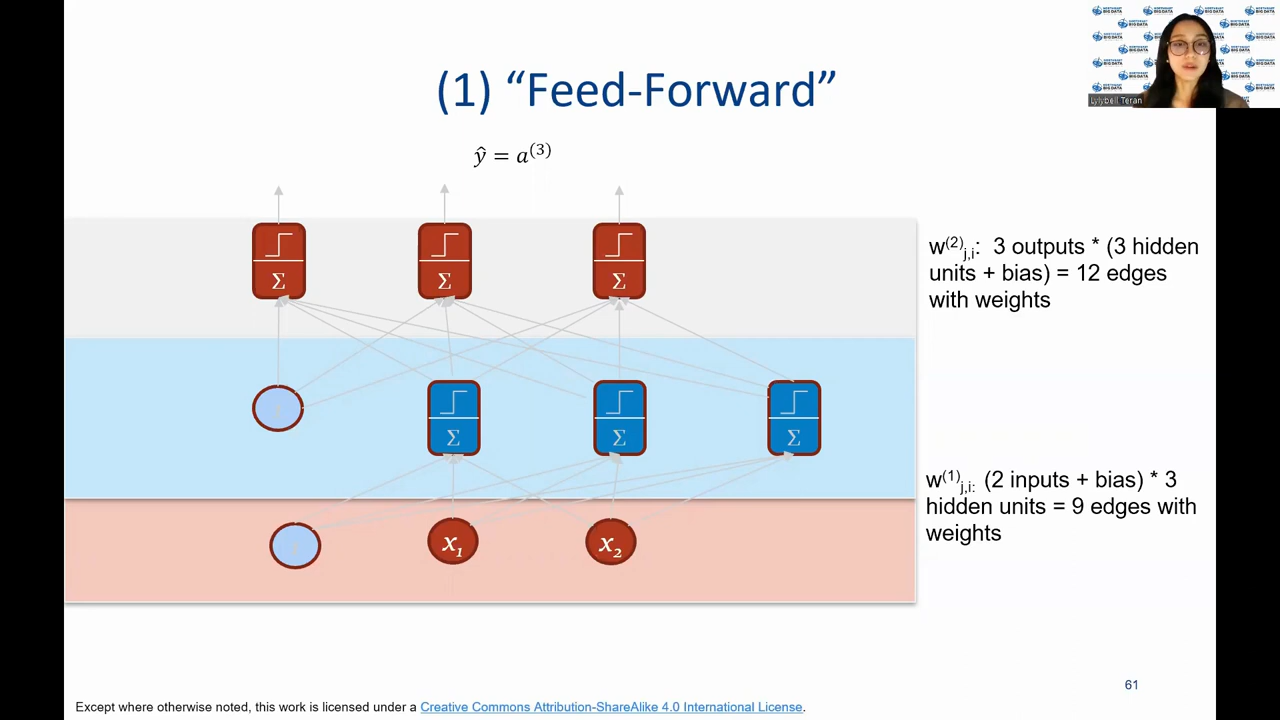 (1) “Feed-Forward”
Lylybell Teran
ŷ = a⁽³⁾
Σ Σ Σ
w⁽²⁾j,i: 3 outputs * (3 hidden
units + bias) = 12 edges
with weights
Σ Σ Σ
w⁽¹⁾j,i: (2 inputs + bias) * 3
hidden units = 9 edges with
weights
x₁ x₂
61
Except where otherwise noted, this work is licensed under a Creative Commons Attribution-ShareAlike 4.0 International License.